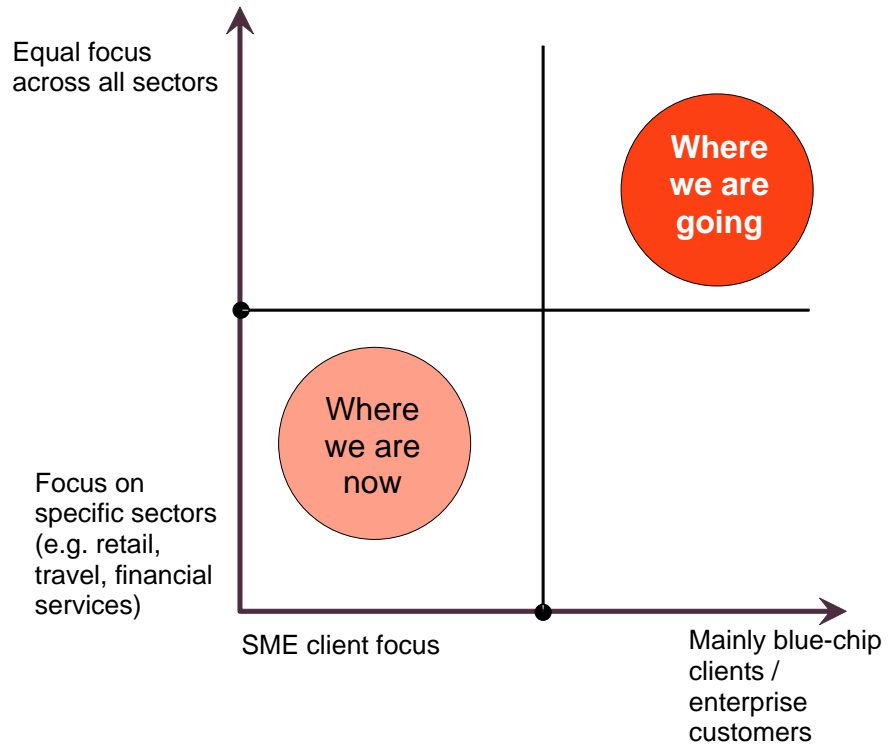 Equal focus
across all sectors
Where
we are
going
Where
we are
now
Focus on
specific sectors
(e.g. retail,
travel, financial
services)
SME client focus
Mainly blue-chip
clients /
enterprise
customers